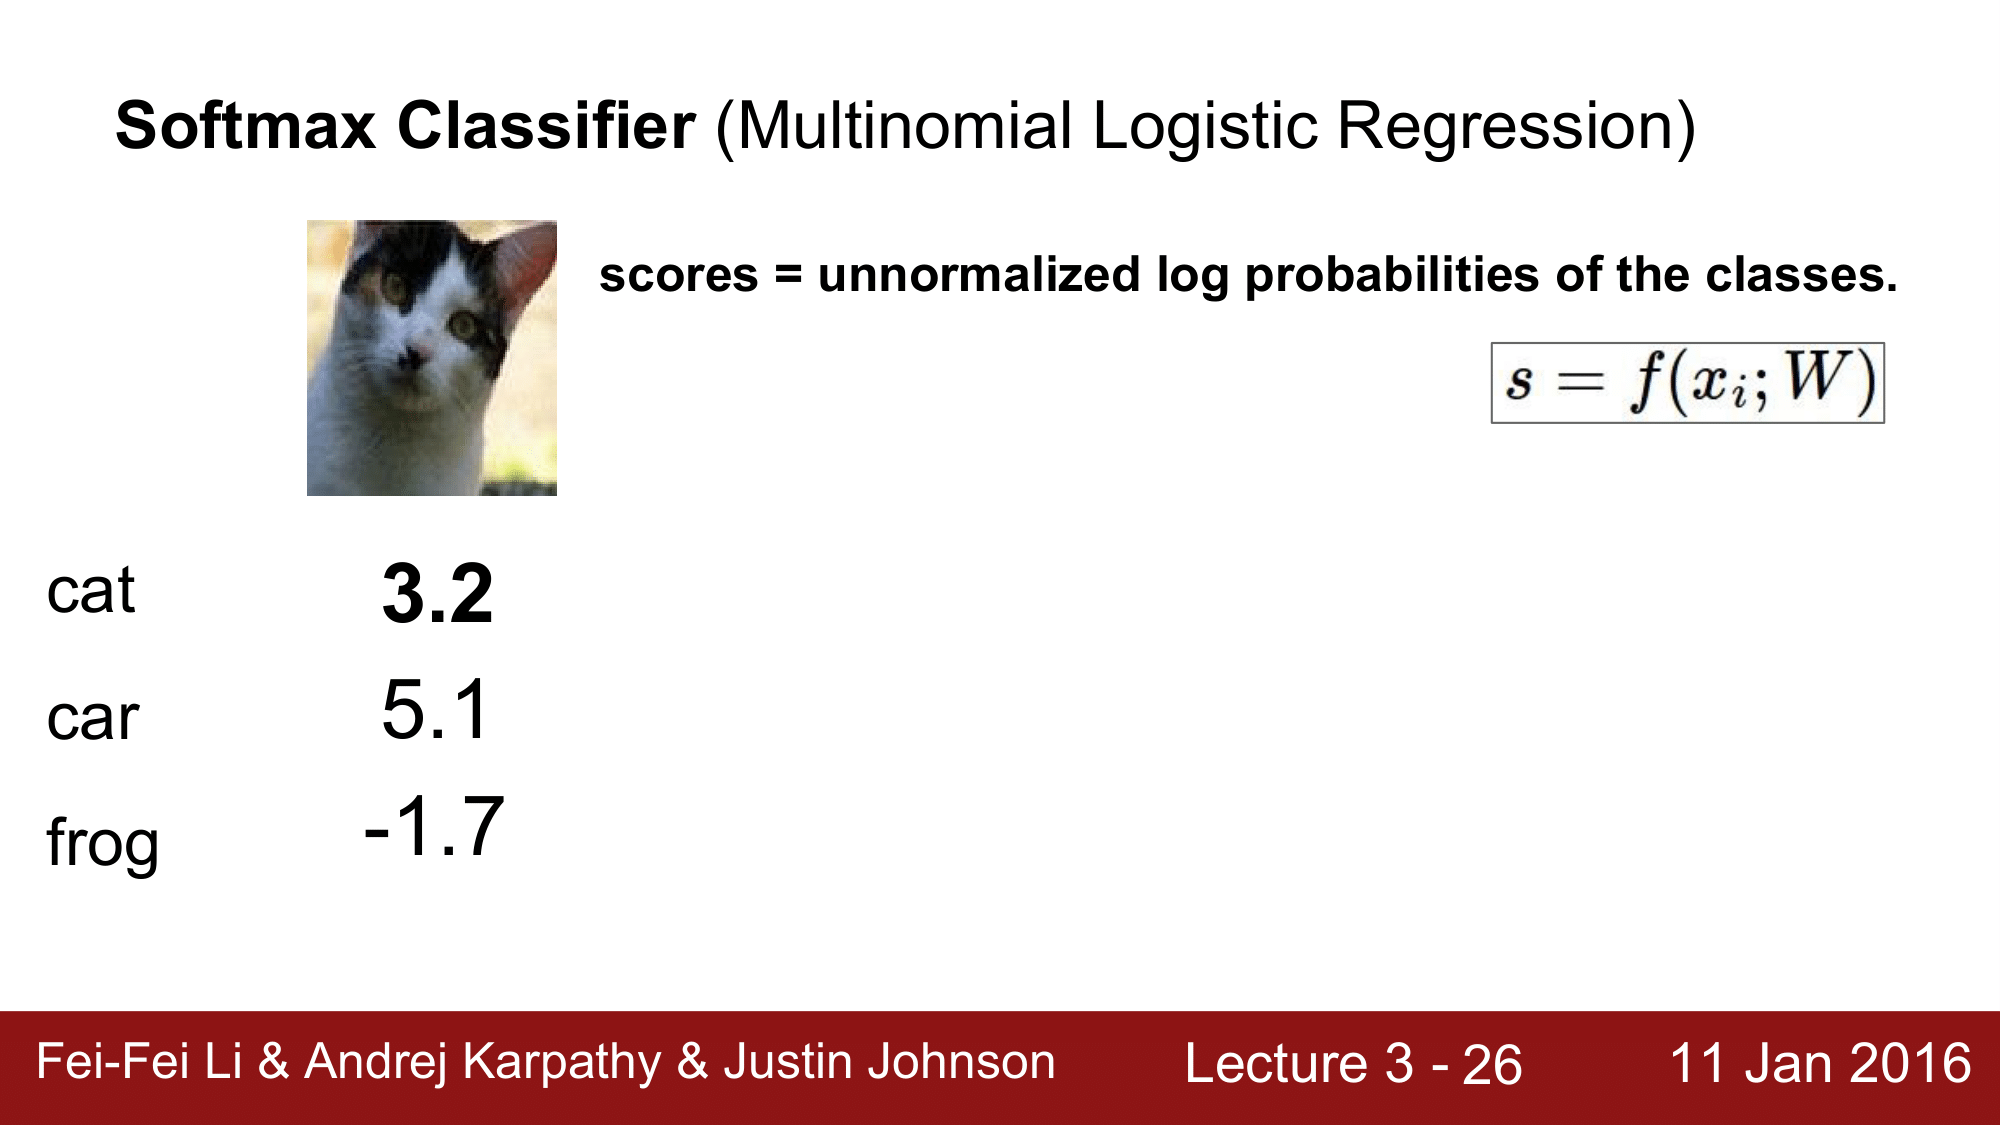 Softmax Classifier (Multinomial Logistic Regression)
scores = unnormalized log probabilities of the classes.
s = f(x_i; W)
cat 3.2
car 5.1
frog -1.7
Fei-Fei Li & Andrej Karpathy & Justin Johnson Lecture 3 - 26 11 Jan 2016